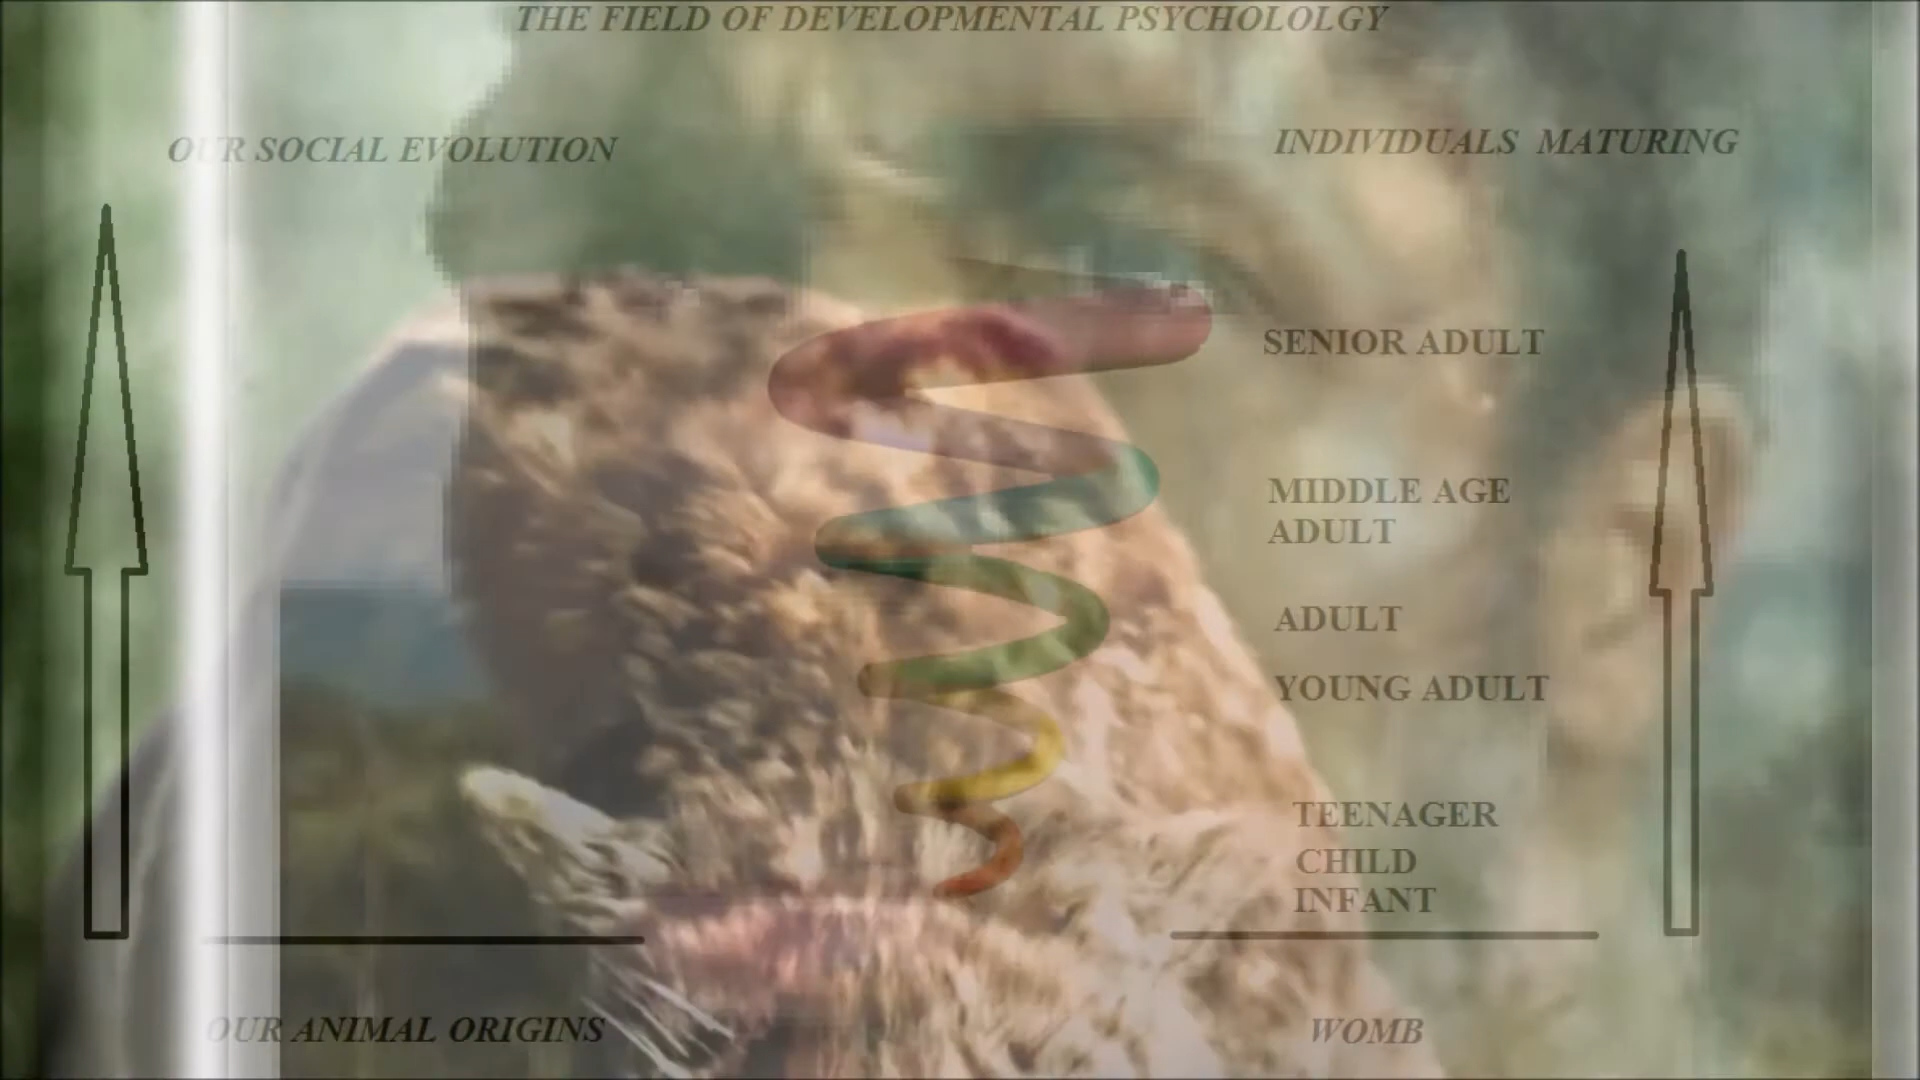 THE FIELD OF DEVELOPMENTAL PSYCHOLOLGY
OUR SOCIAL EVOLUTION
INDIVIDUALS MATURING
SENIOR ADULT
MIDDLE AGE
ADULT
ADULT
YOUNG ADULT
TEENAGER
CHILD
INFANT
OUR ANIMAL ORIGINS
WOMB